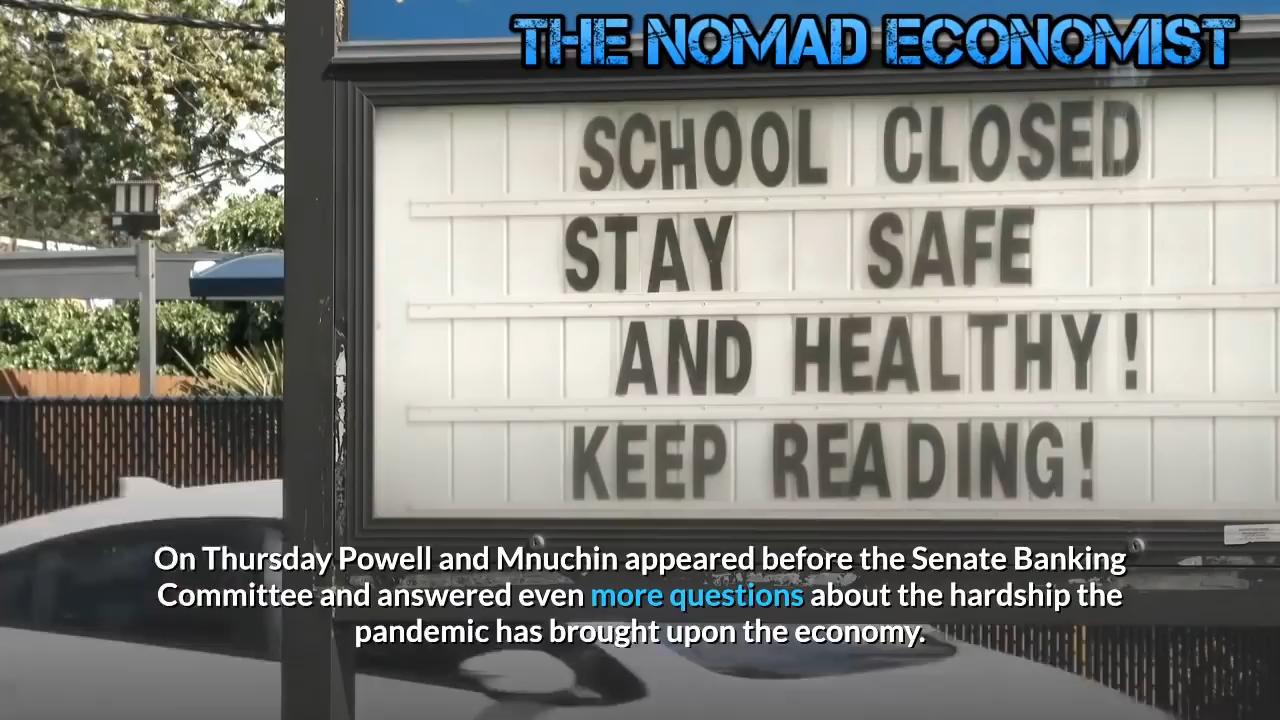 THE NOMAD ECONOMIST
SCHOOL CLOSED
STAY SAFE
AND HEALTHY!
KEEP READING!
On Thursday Powell and Mnuchin appeared before the Senate Banking
Committee and answered even more questions about the hardship the
pandemic has brought upon the economy.